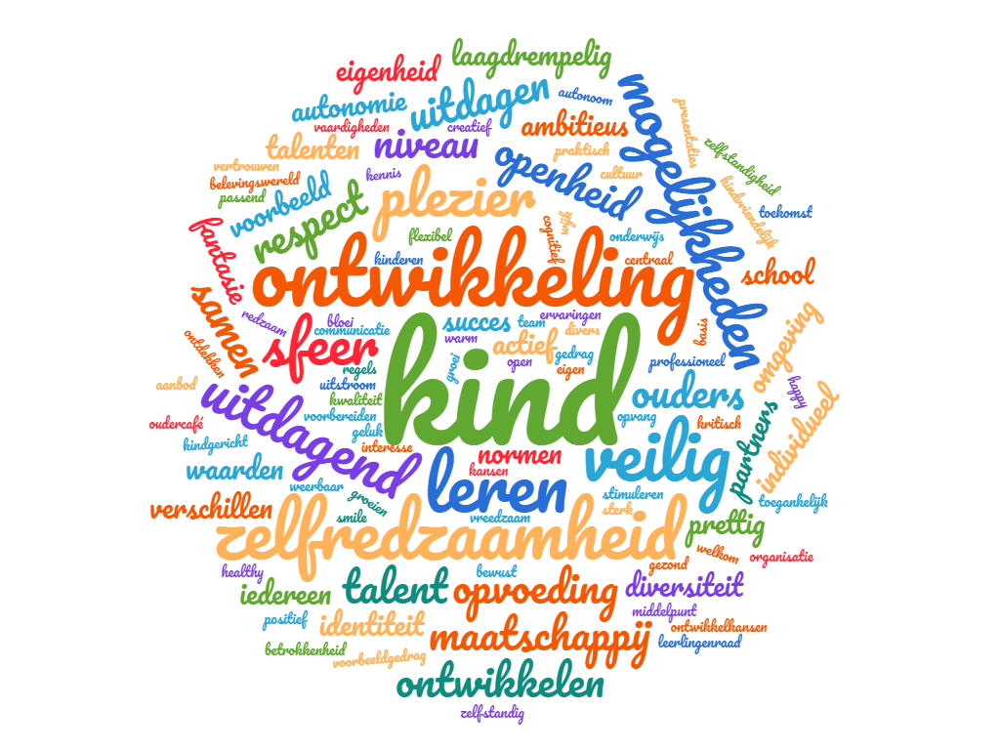 laagdrempelig
eigenheid
mogelijkheden
uitdagen
autonomie
autonoom
presentaties
vaardigheden
creatief
ambitieus
talenten
niveau
praktisch
zelfstandigheid
vertrouwen
kennis
openheid
cultuur
kindvriendelijk
belevingswereld
passend
voorbeeld
respect
plezier
toekomst
fantasie
flexibel
cognitief
wijk
onderwijs
kinderen
ontwikkeling
centraal
school
samen
redzaam
bloei
communicatie
succes
team
ervaringen
divers
basis
omgeving
ontdekken
sfeer
warm
actief
gedrag
kind
regels
groei
open
eigen
professioneel
aanbod
uitstroom
kwaliteit
ouders
happy
uitdagend
voorbereiden
opvang
kritisch
partners
individueel
oudercafé
geluk
kindgericht
interesse
normen
veilig
waarden
kansen
leren
weerbaar
groeien
stimuleren
toegankelijk
verschillen
smile
vreedzaam
sterk
prettig
zelfredzaamheid
welkom
organisatie
healthy
bewust
gezond
iedereen
talent
opvoeding
diversiteit
positief
identiteit
middelpunt
maatschappij
ontwikkelkansen
betrokkenheid
leerlingenraad
voorbeeldgedrag
ontwikkelen
zelfstandig